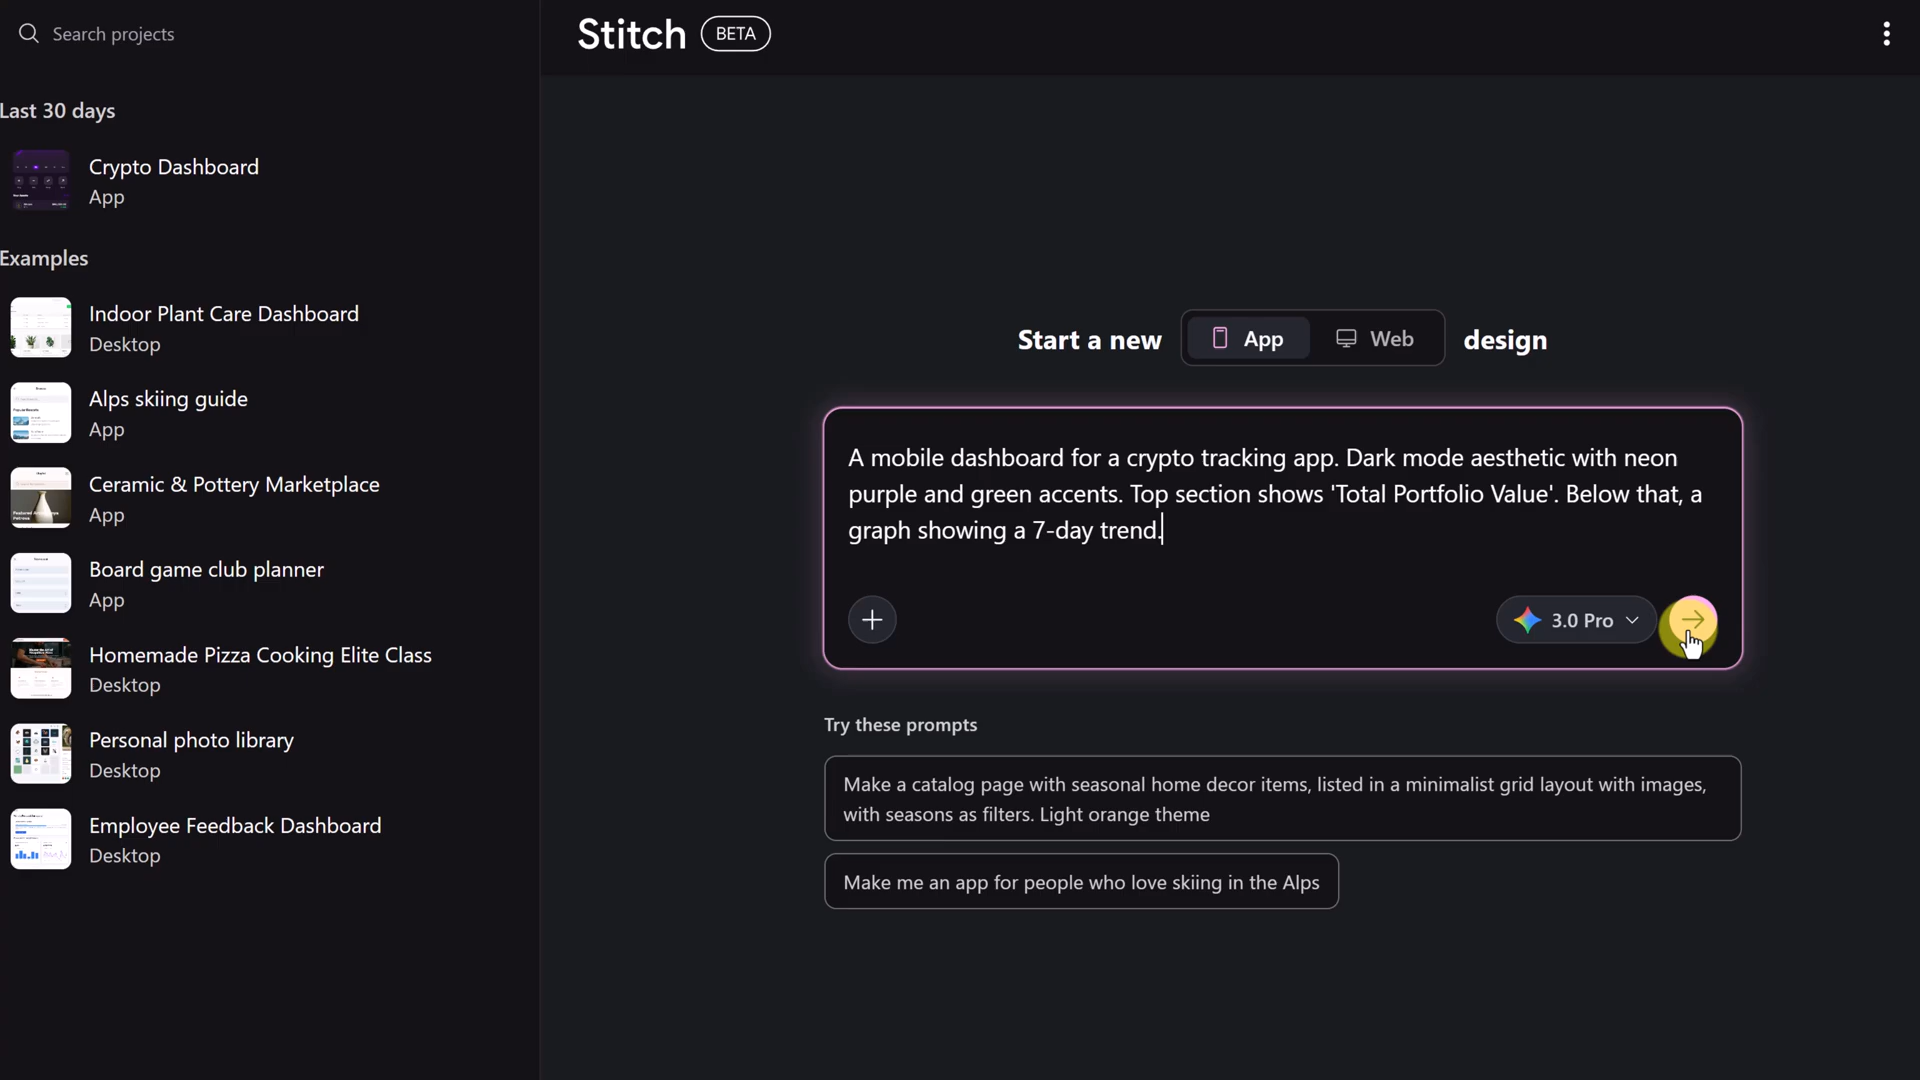 Search projects
Stitch BETA
Last 30 days
Crypto Dashboard
App
Examples
Indoor Plant Care Dashboard
Desktop
Alps skiing guide
App
Ceramic & Pottery Marketplace
App
Board game club planner
App
Homemade Pizza Cooking Elite Class
Desktop
Personal photo library
Desktop
Employee Feedback Dashboard
Desktop
Start a new App Web design
A mobile dashboard for a crypto tracking app. Dark mode aesthetic with neon
purple and green accents. Top section shows 'Total Portfolio Value'. Below that, a
graph showing a 7-day trend.
3.0 Pro
Try these prompts
Make a catalog page with seasonal home decor items, listed in a minimalist grid layout with images,
with seasons as filters. Light orange theme
Make me an app for people who love skiing in the Alps